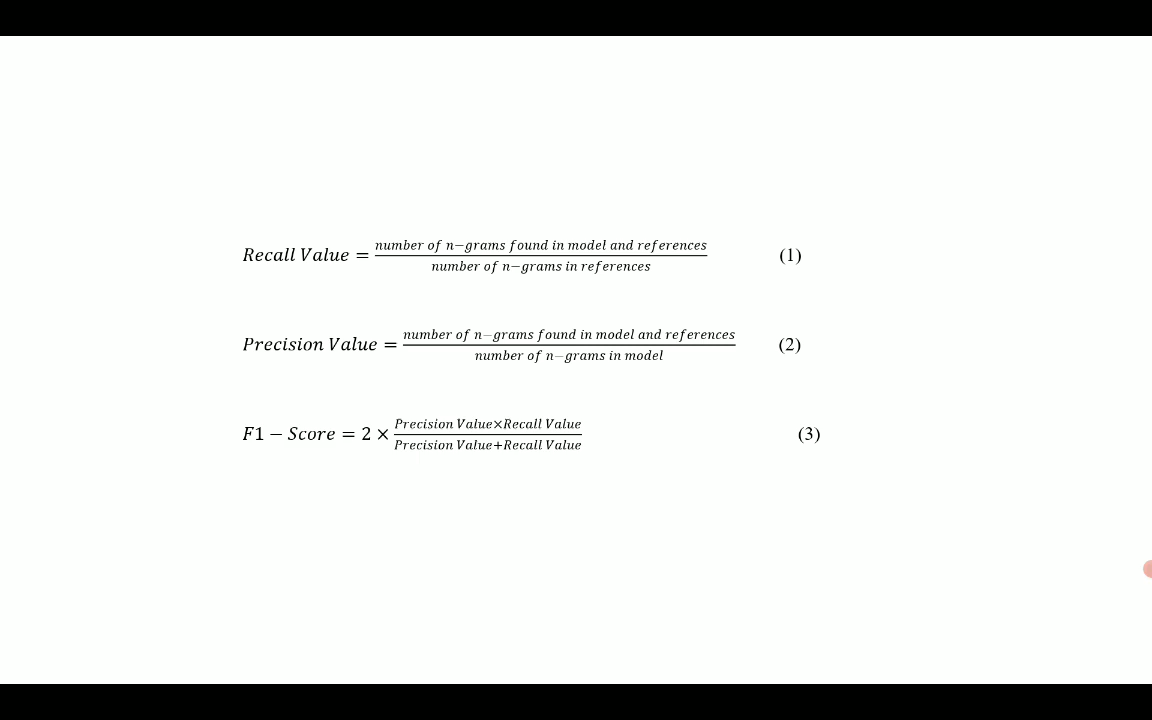 Recall Value = number of n−grams found in model and references / number of n−grams in references (1)
Precision Value = number of n−grams found in model and references / number of n−grams in model (2)
F1 − Score = 2 × Precision Value×Recall Value / Precision Value+Recall Value (3)